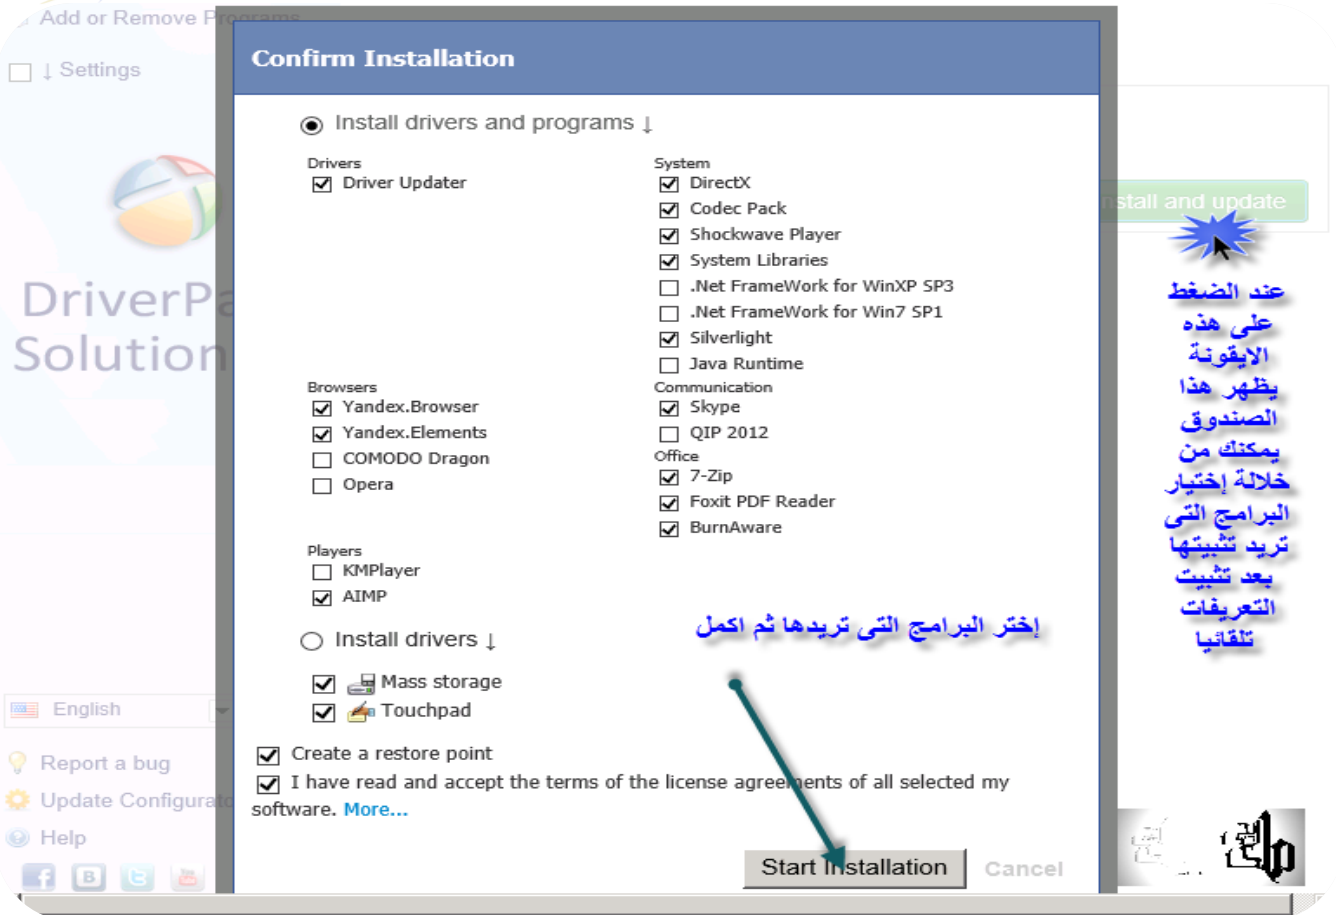 Add or Remove Programs
↓ Settings
DriverPa
Solution
English
Report a bug
Update Configurato
Help
Confirm Installation
Install drivers and programs ↓
Drivers
Driver Updater
Browsers
Yandex.Browser
Yandex.Elements
COMODO Dragon
Opera
Players
KMPlayer
AIMP
System
DirectX
Codec Pack
Shockwave Player
System Libraries
.Net FrameWork for WinXP SP3
.Net FrameWork for Win7 SP1
Silverlight
Java Runtime
Communication
Skype
QIP 2012
Office
7-Zip
Foxit PDF Reader
BurnAware
Install drivers ↓
Mass storage
Touchpad
إختر البرامج التى تريدها ثم اكمل
Create a restore point
I have read and accept the terms of the license agreements of all selected my
software. More...
Start Installation
Cancel
stall and update
عند الضغط
على هذه
الايقونة
يظهر هذا
الصندوق
يمكنك من
خلالة إختيار
البرامج التى
تريد تثبيتها
بعد تثبيت
التعريفات
تلقائيا